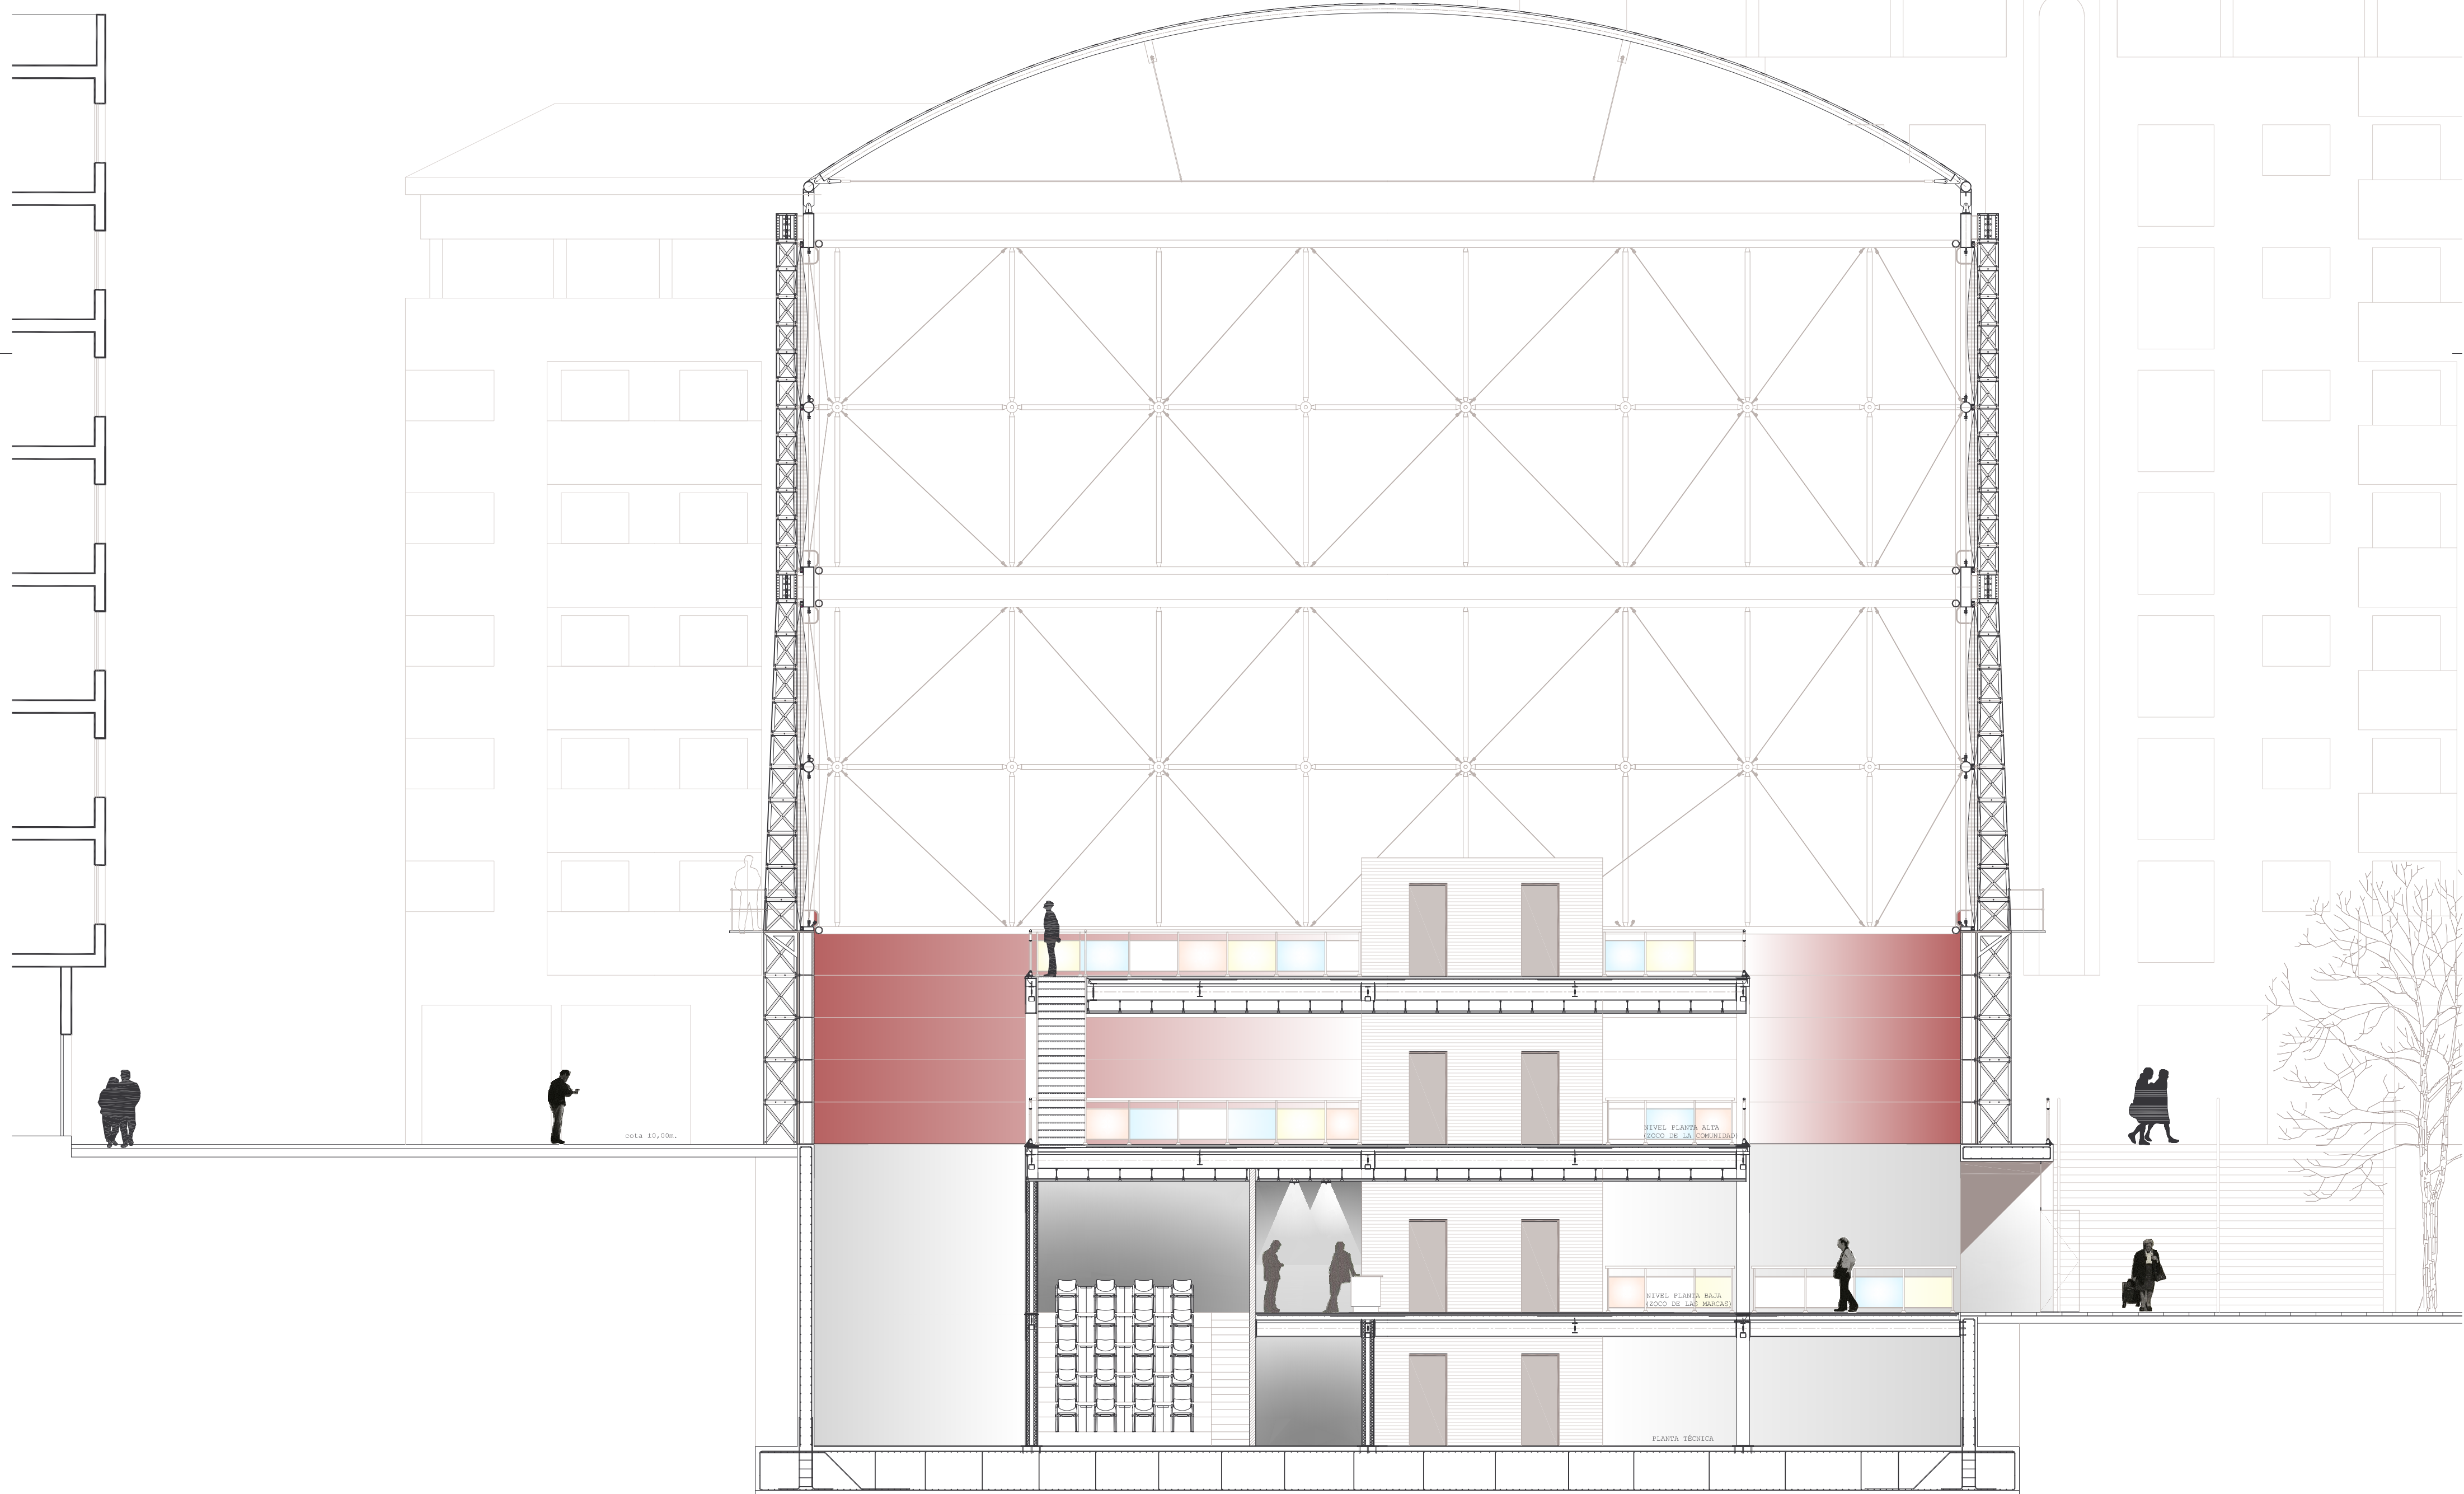 cota ±0,00m.
NIVEL PLANTA ALTA
(ZOCO DE LA COMUNIDAD)
NIVEL PLANTA BAJA
(ZOCO DE LAS MARCAS)
PLANTA TÉCNICA